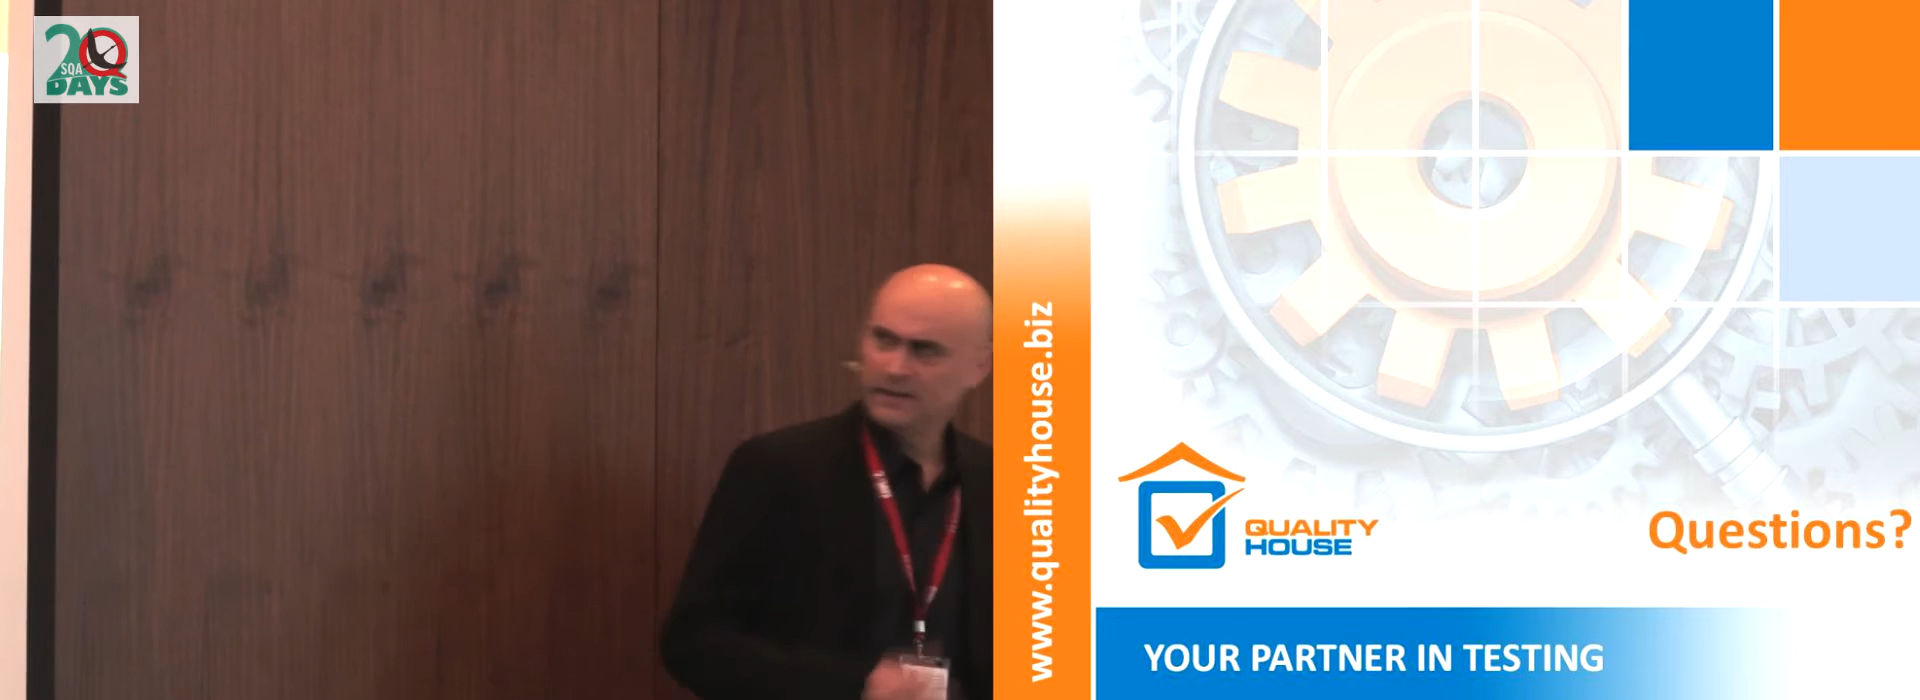 20
SQA
DAYS
www.qualityhouse.biz
QUALITY
HOUSE
Questions?
YOUR PARTNER IN TESTING